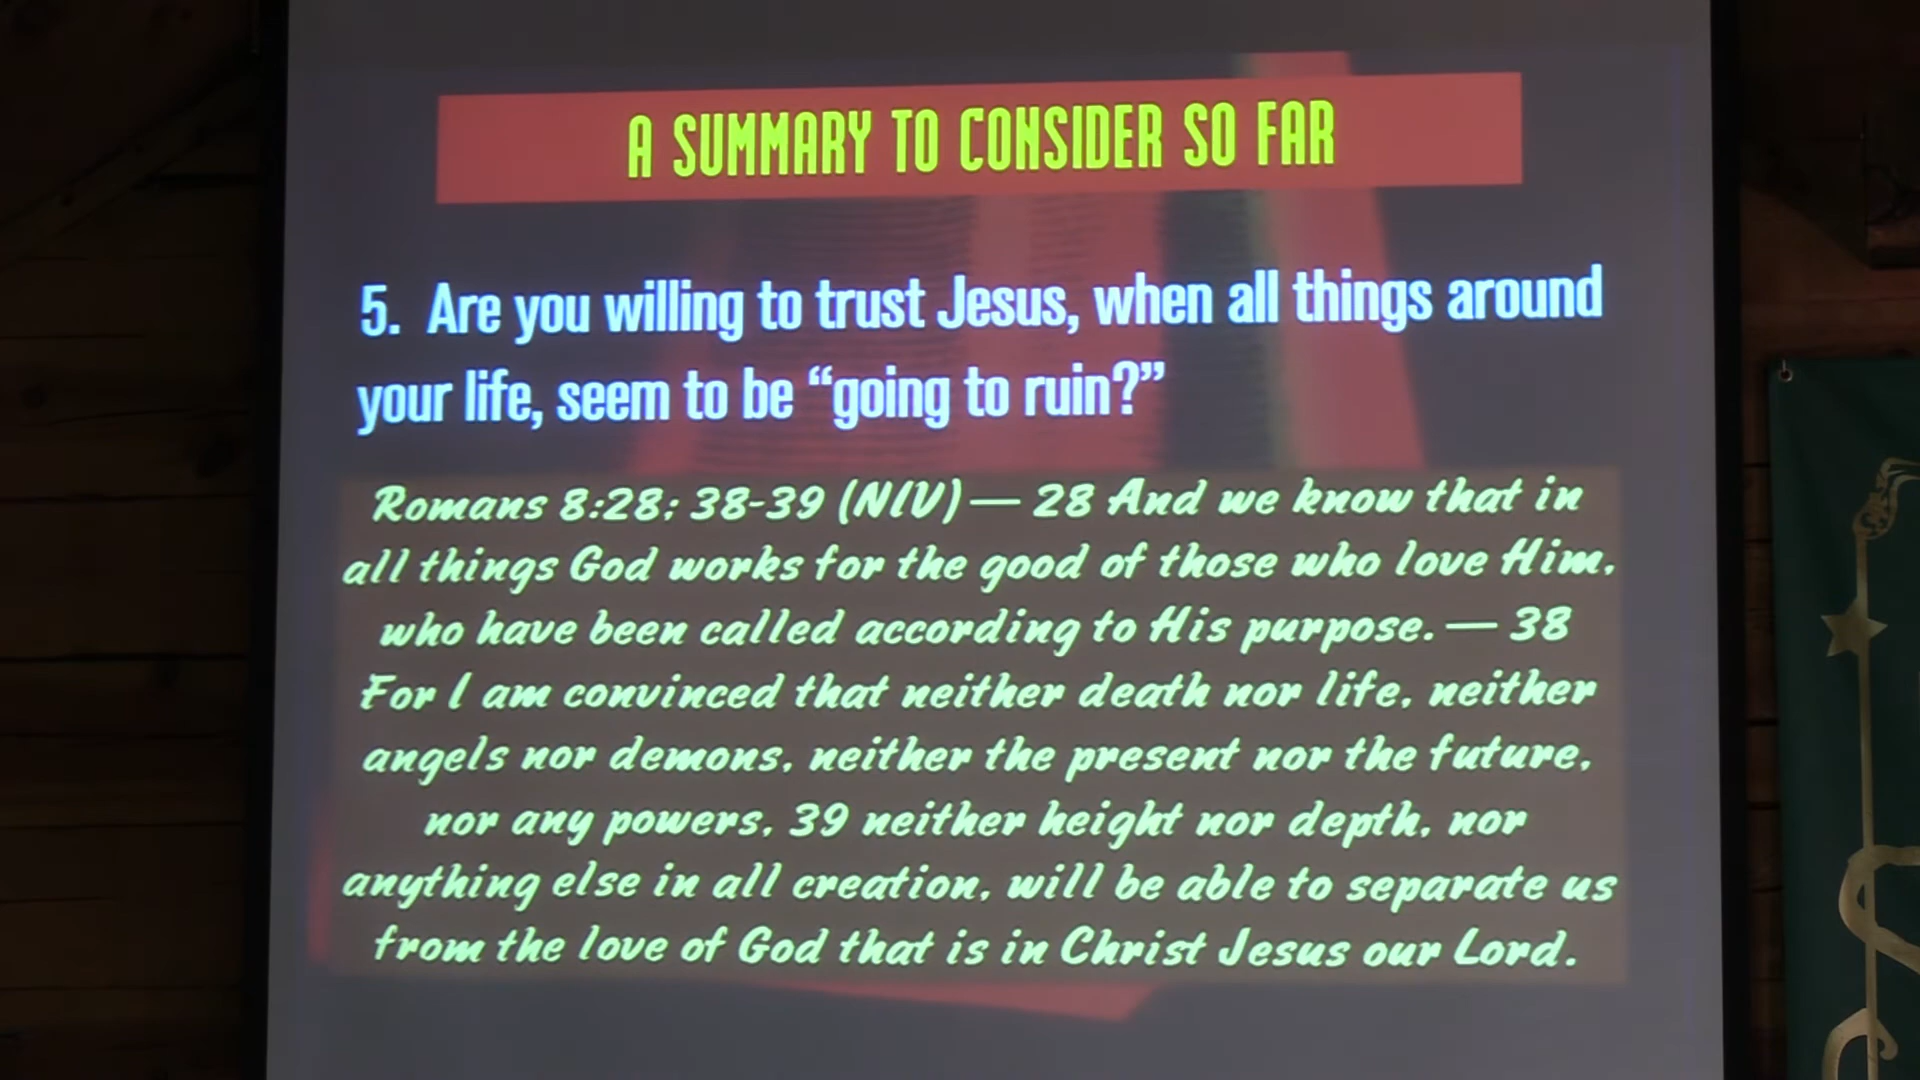 A SUMMARY TO CONSIDER SO FAR
5. Are you willing to trust Jesus, when all things around
your life, seem to be “going to ruin?”
Romans 8:28; 38-39 (NIV) — 28 And we know that in
all things God works for the good of those who love Him,
who have been called according to His purpose. — 38
For I am convinced that neither death nor life, neither
angels nor demons, neither the present nor the future,
nor any powers, 39 neither height nor depth, nor
anything else in all creation, will be able to separate us
from the love of God that is in Christ Jesus our Lord.